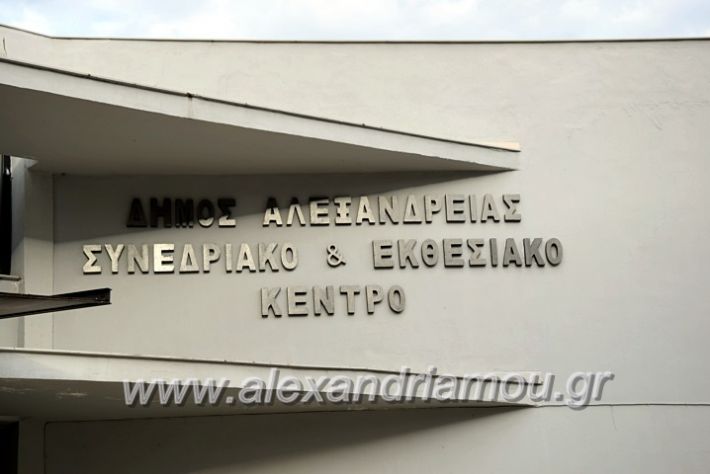 ΔΗΜΟΣ ΑΛΕΞΑΝΔΡΕΙΑΣ
ΣΥΝΕΔΡΙΑΚΟ & ΕΚΘΕΣΙΑΚΟ
ΚΕΝΤΡΟ
www.alexandriamou.gr